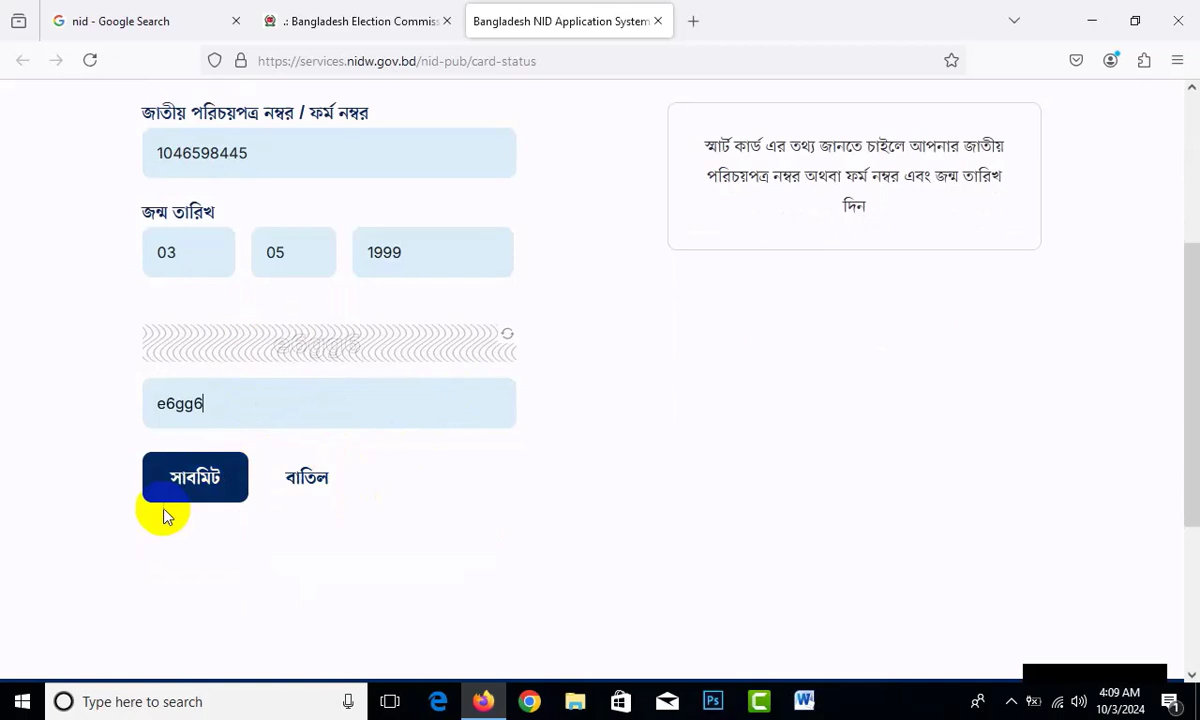 nid - Google Search
.: Bangladesh Election Commiss
Bangladesh NID Application System
https://services.nidw.gov.bd/nid-pub/card-status
জাতীয় পরিচয়পত্র নম্বর / ফর্ম নম্বর
1046598445
জন্ম তারিখ
03 05 1999
e6gg6
e6gg6
সাবমিট বাতিল
স্মার্ট কার্ড এর তথ্য জানতে চাইলে আপনার জাতীয়
পরিচয়পত্র নম্বর অথবা ফর্ম নম্বর এবং জন্ম তারিখ
দিন
Type here to search
4:09 AM
10/3/2024